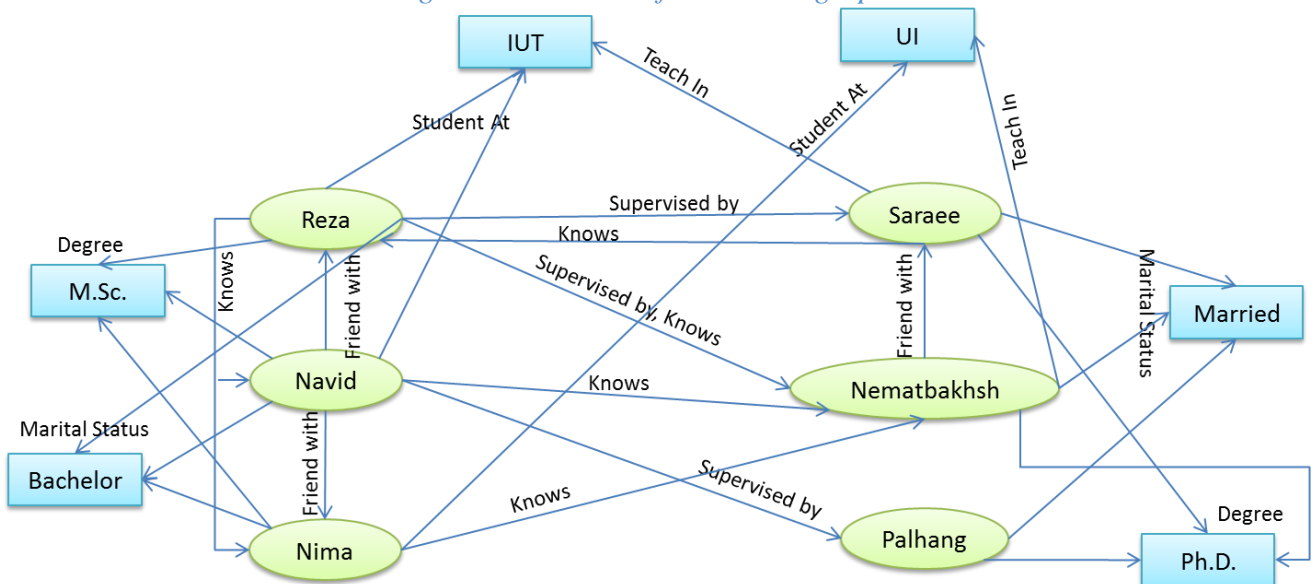 IUT
UI
Teach In
Student At
Student At
Teach In
Reza
Supervised by
Saraee
Knows
Degree
M.Sc.
Knows
Friend with
Supervised by, Knows
Friend with
Marital Status
Married
Navid
Knows
Nematbakhsh
Marital Status
Bachelor
Friend with
Knows
Supervised by
Nima
Palhang
Degree
Ph.D.